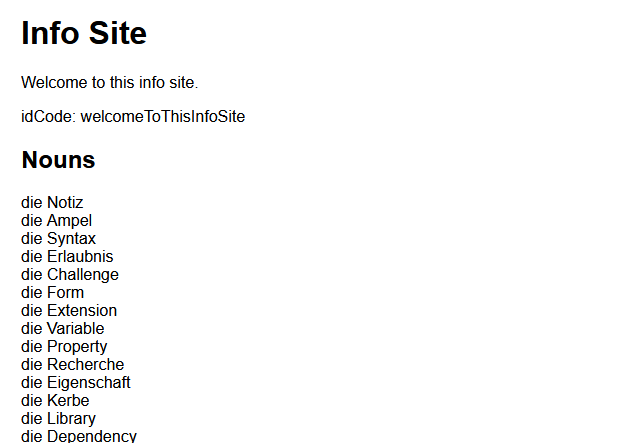 Info Site
Welcome to this info site.
idCode: welcomeToThisInfoSite
Nouns
die Notiz
die Ampel
die Syntax
die Erlaubnis
die Challenge
die Form
die Extension
die Variable
die Property
die Recherche
die Eigenschaft
die Kerbe
die Library
die Dependency